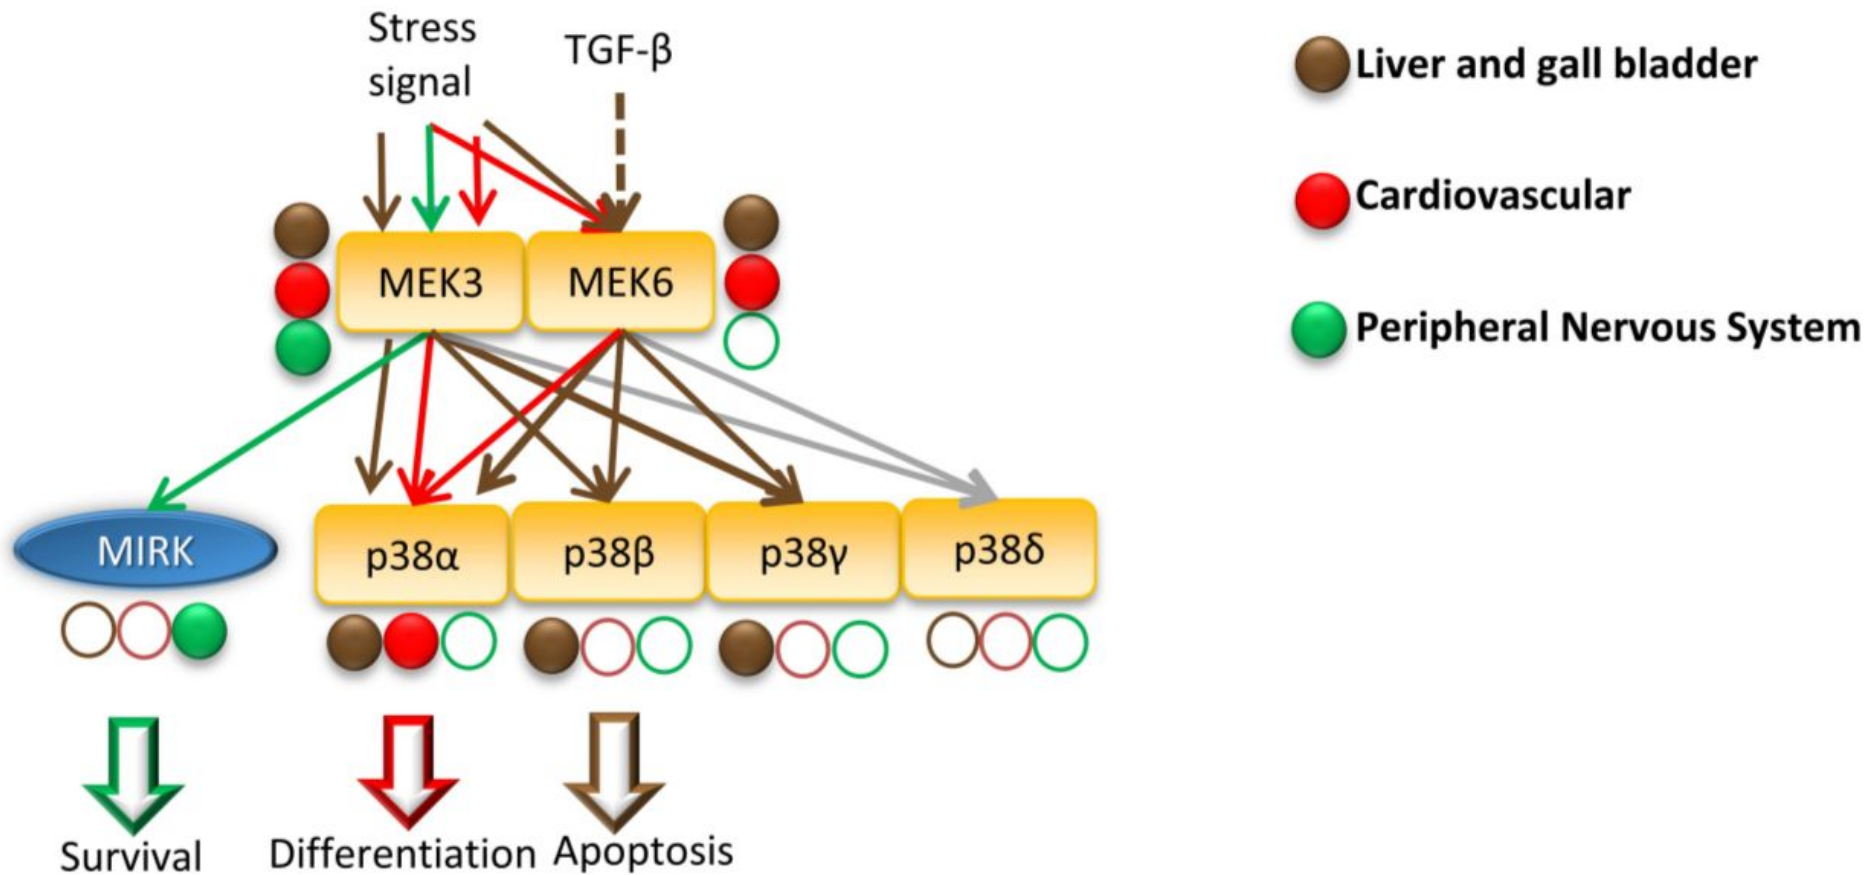 Stress
signal
TGF-β
Liver and gall bladder
Cardiovascular
Peripheral Nervous System
MEK3
MEK6
MIRK
p38α
p38β
p38γ
p38δ
Survival
Differentiation
Apoptosis